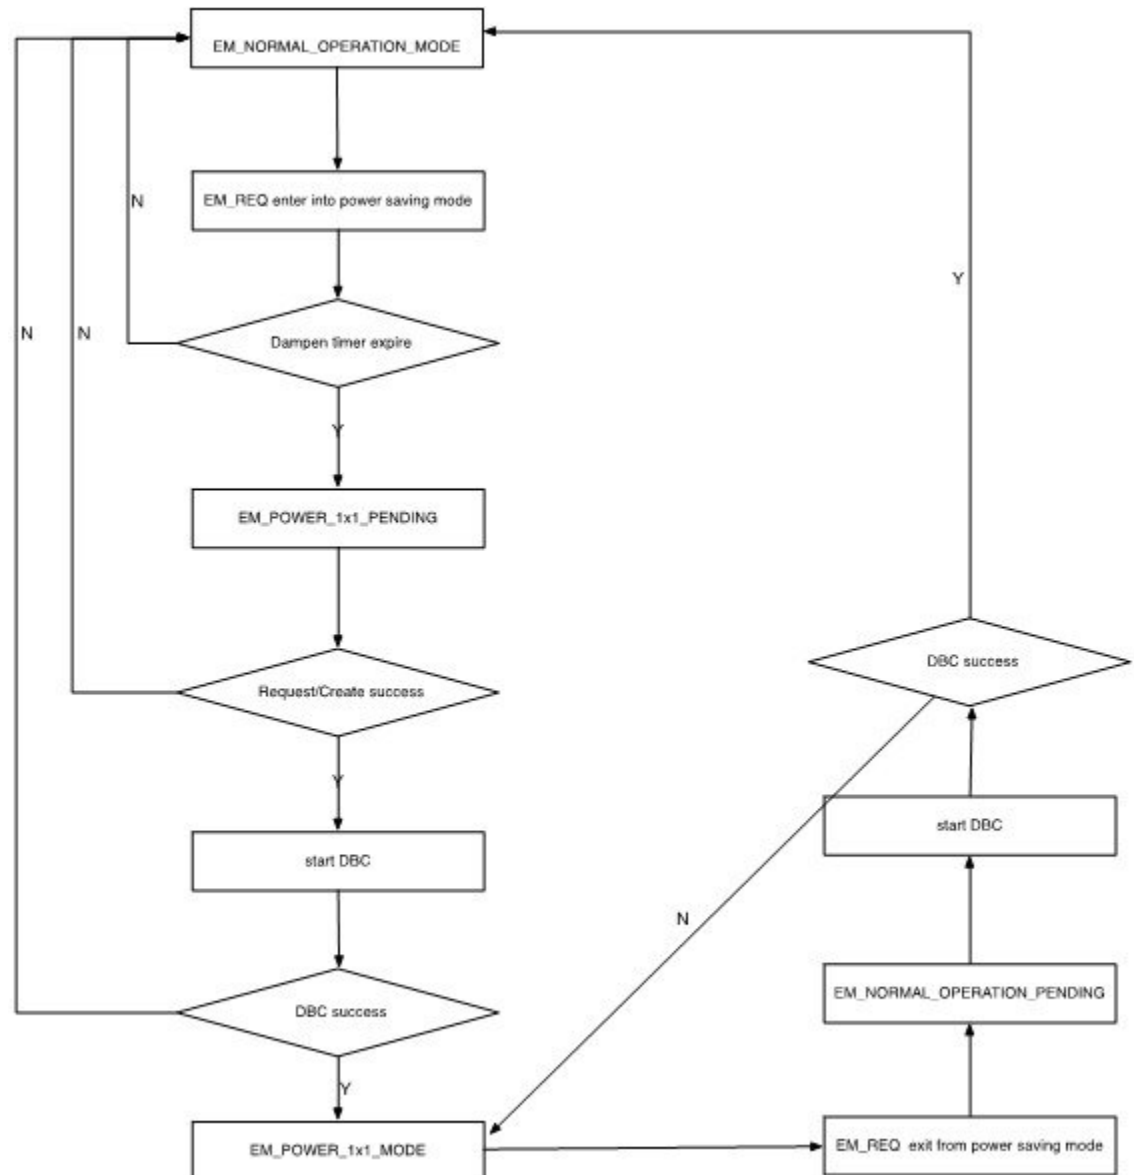 EM_NORMAL_OPERATION_MODE
EM_REQ enter into power saving mode
N
Y
N
N
Dampen timer expire
Y
EM_POWER_1x1_PENDING
DBC success
Request/Create success
Y
start DBC
start DBC
N
EM_NORMAL_OPERATION_PENDING
DBC success
Y
EM_POWER_1x1_MODE
EM_REQ exit from power saving mode